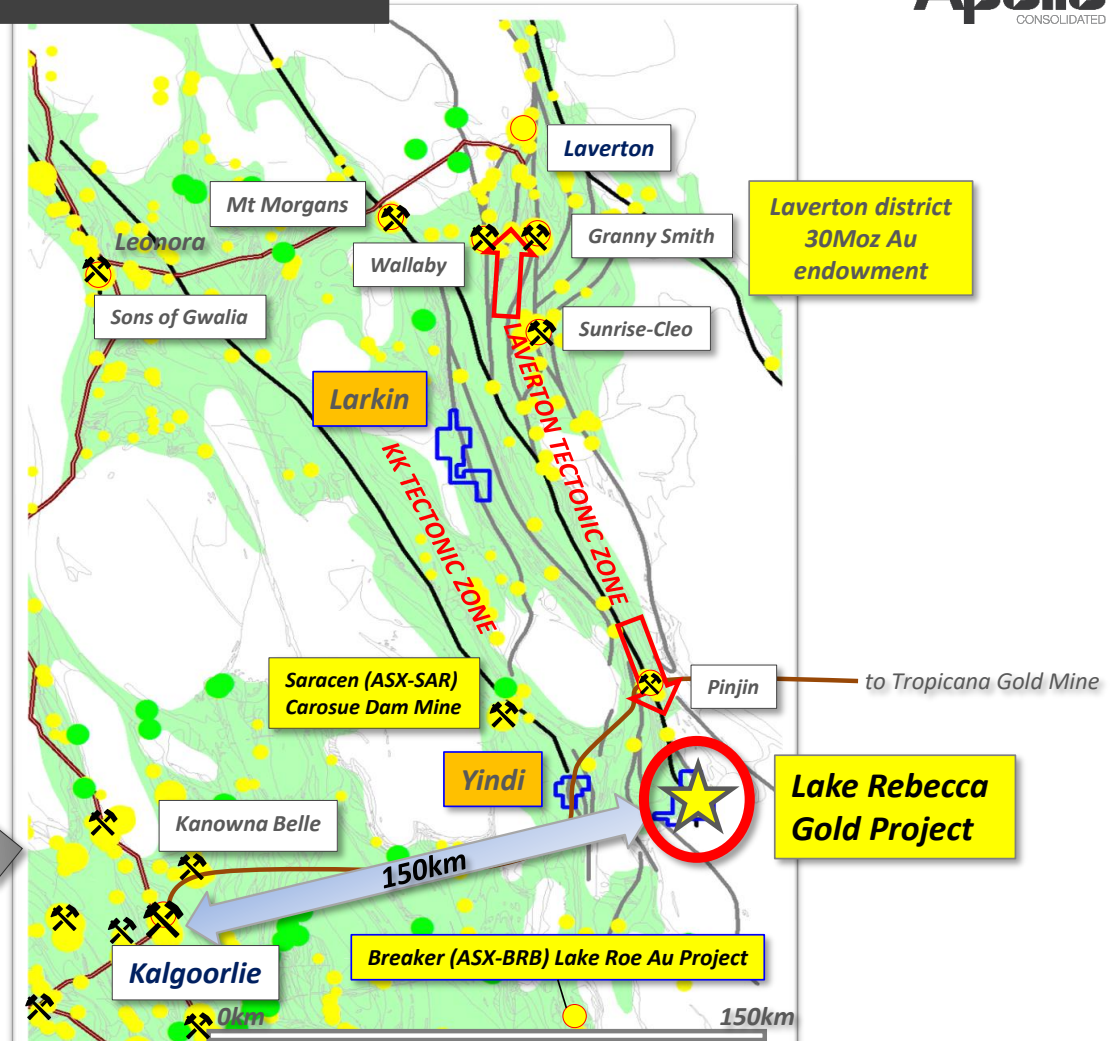 Apollo
CONSOLIDATED
Laverton
Mt Morgans
Leonora
Wallaby
Granny Smith
Laverton district
30Moz Au
endowment
Sons of Gwalia
Sunrise-Cleo
LAVERTON TECTONIC ZONE
Larkin
KK TECTONIC ZONE
Saracen (ASX-SAR)
Carosue Dam Mine
Pinjin
to Tropicana Gold Mine
Yindi
Lake Rebecca
Gold Project
Kanowna Belle
150km
Kalgoorlie
Breaker (ASX-BRB) Lake Roe Au Project
0km
150km